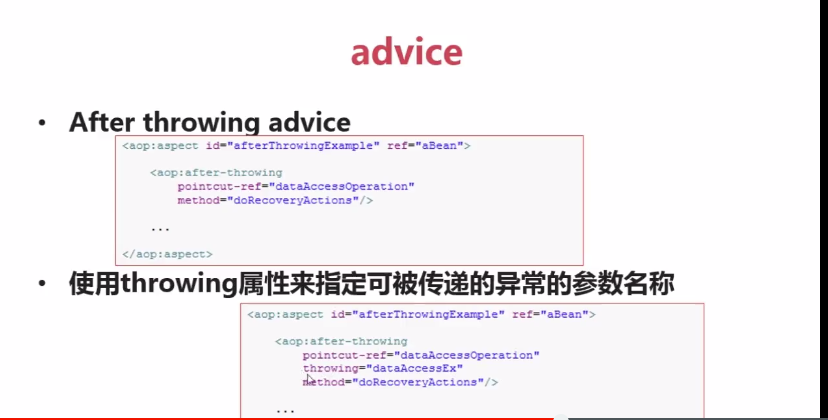 advice
• After throwing advice
<aop:aspect id="afterThrowingExample" ref="aBean">
<aop:after-throwing
pointcut-ref="dataAccessOperation"
method="doRecoveryActions"/>
...
</aop:aspect>
• 使用throwing属性来指定可被传递的异常的参数名称
<aop:aspect id="afterThrowingExample" ref="aBean">
<aop:after-throwing
pointcut-ref="dataAccessOperation"
throwing="dataAccessEx"
method="doRecoveryActions"/>
...